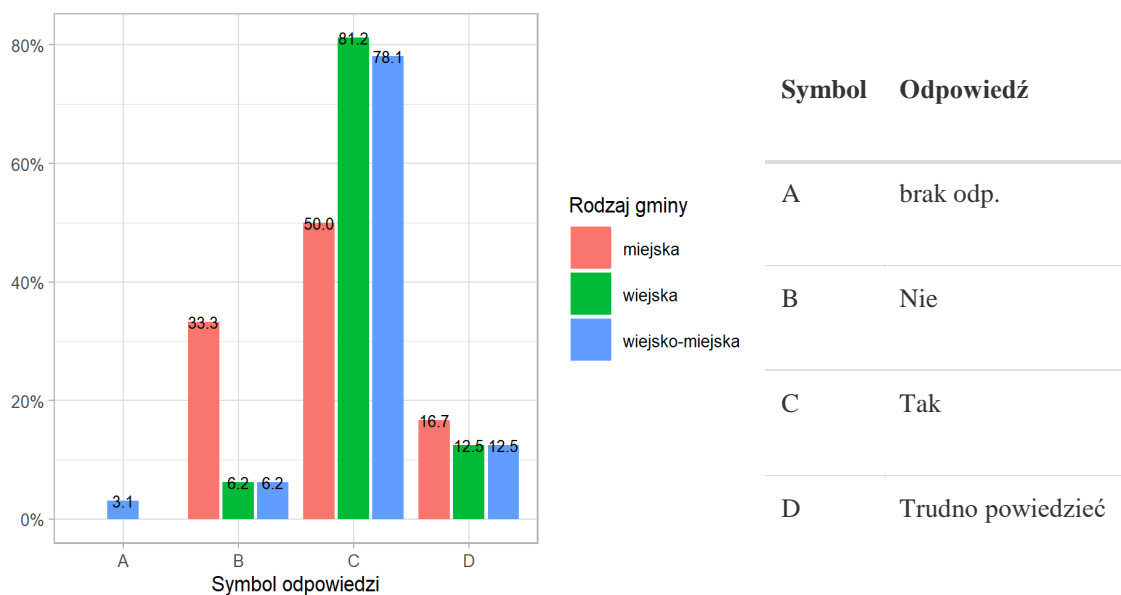 80%
60%
40%
20%
0%
3.1
33.3
6.2
6.2
50.0
81.2
78.1
16.7
12.5
12.5
A
B
C
D
Symbol odpowiedzi
Rodzaj gminy
miejska
wiejska
wiejsko-miejska
Symbol Odpowiedź
A brak odp.
B Nie
C Tak
D Trudno powiedzieć